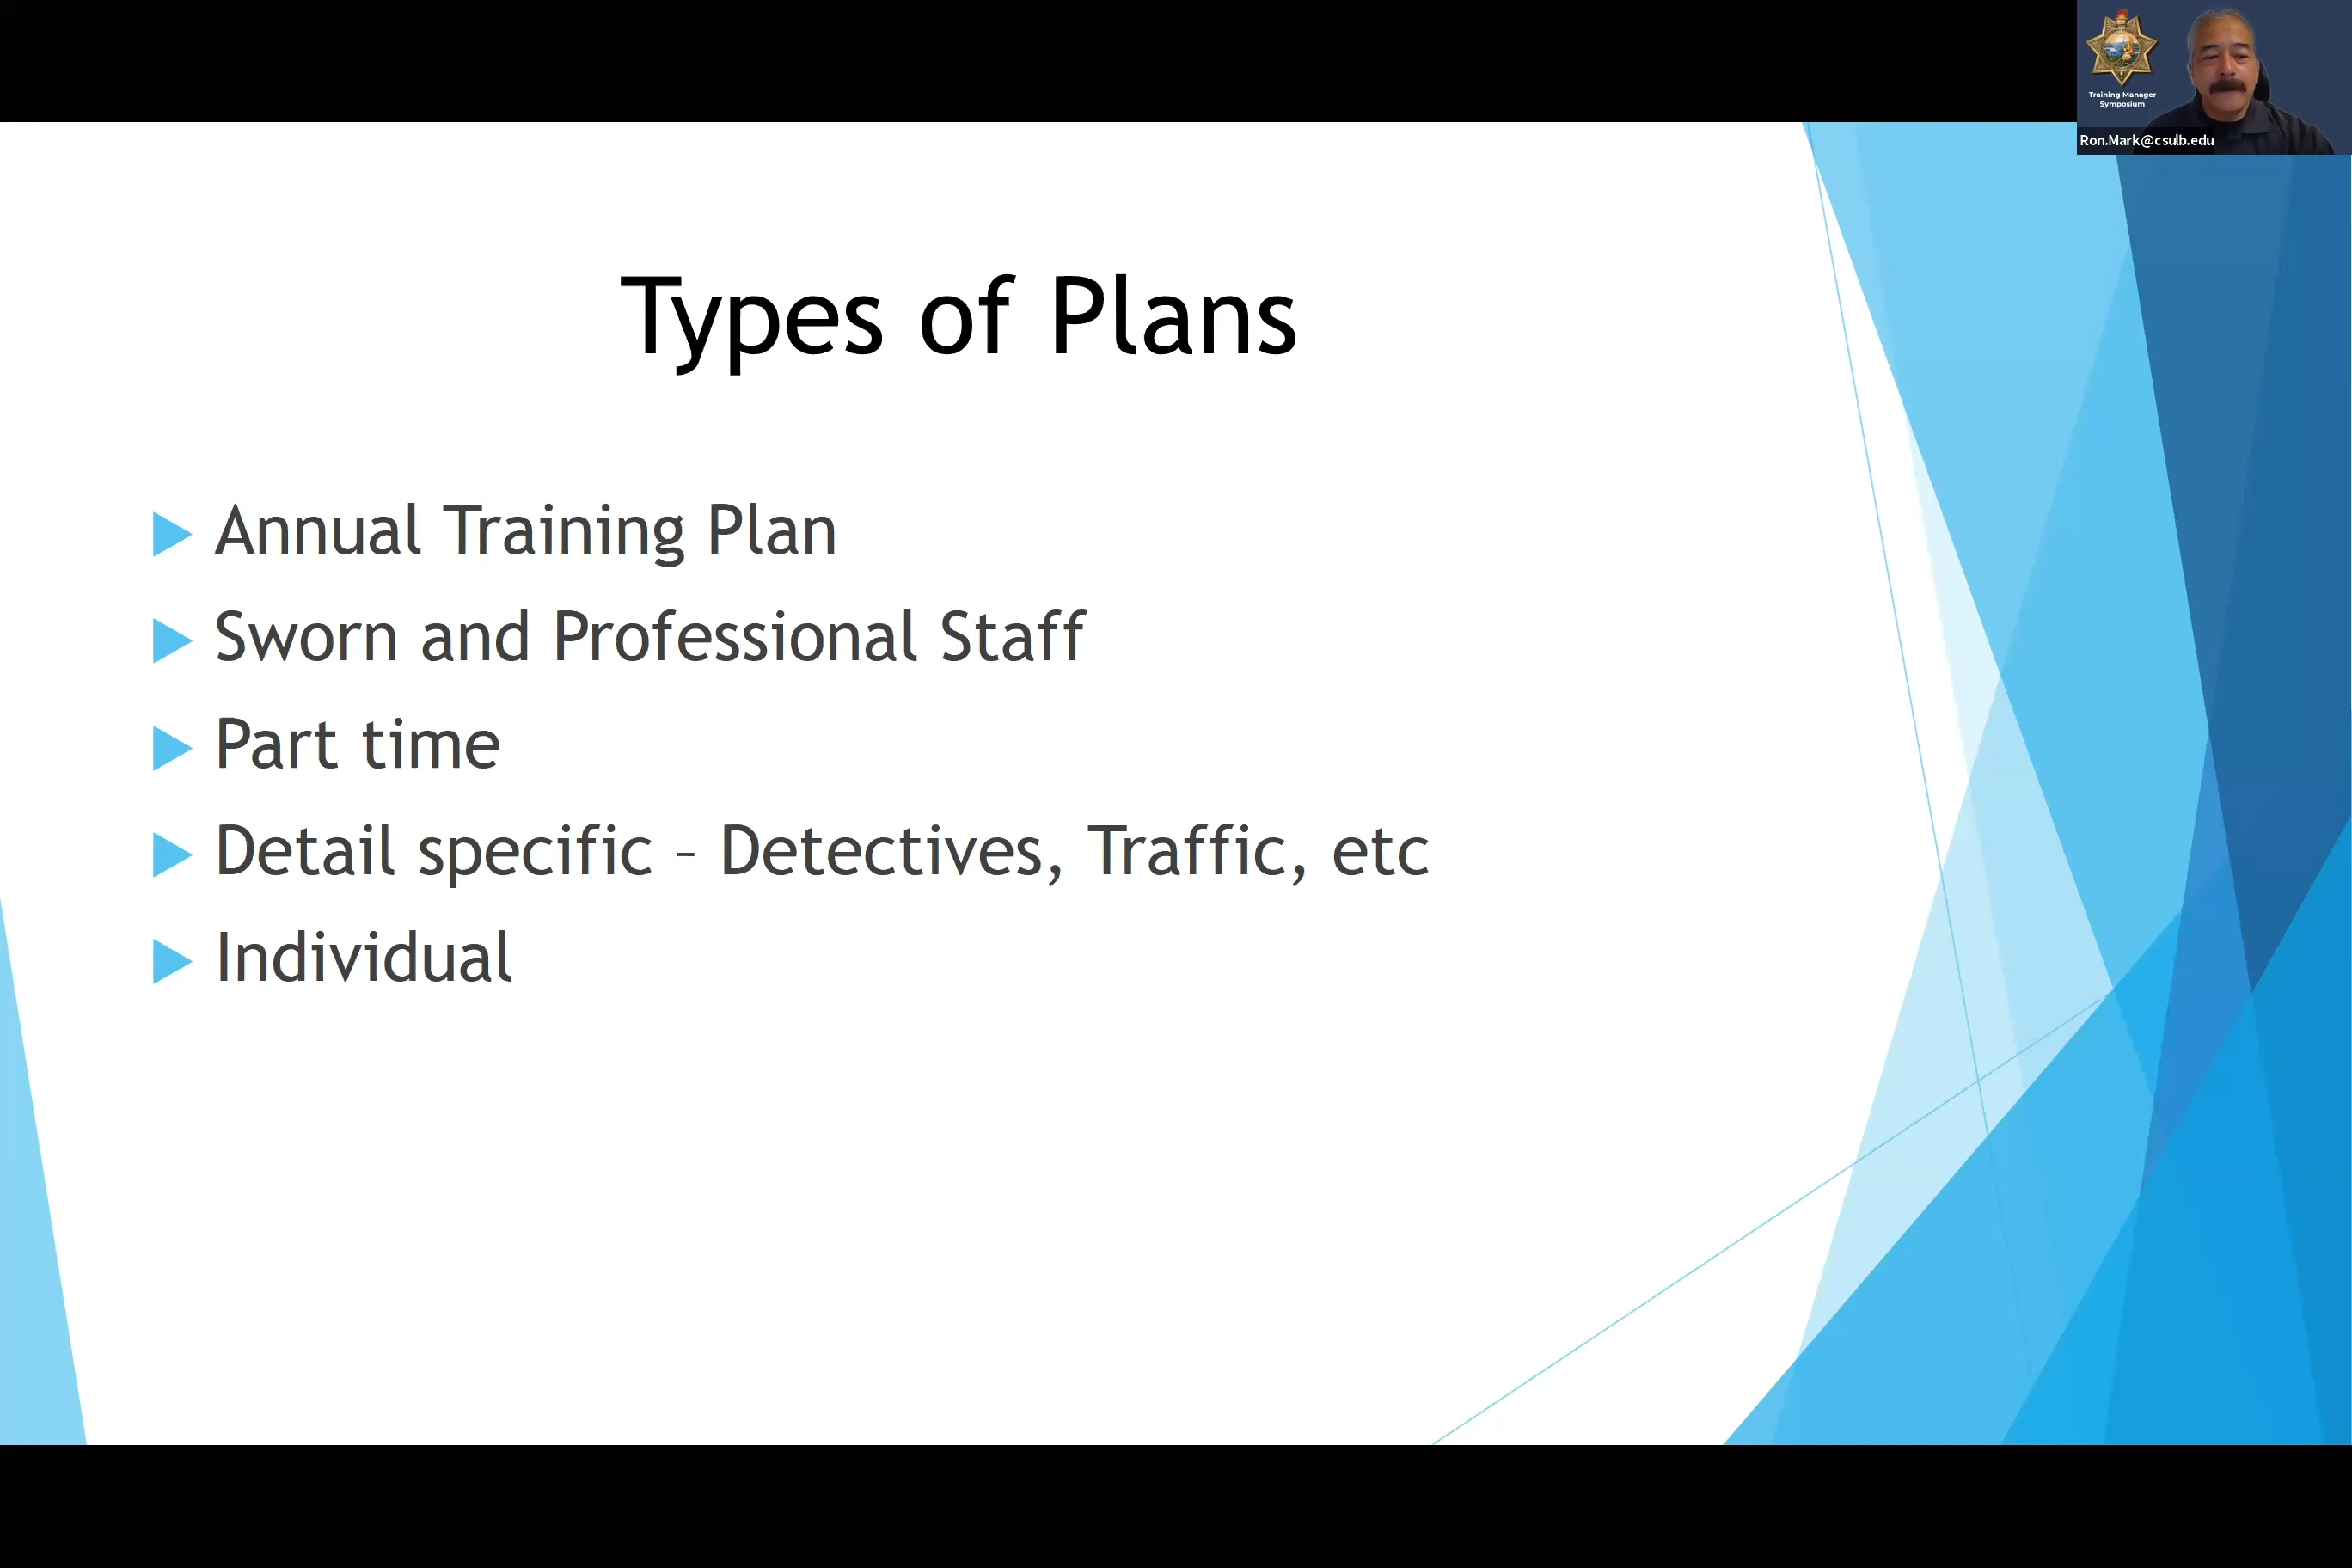 Training Manager
Symposium
Ron.Mark@csulb.edu
Types of Plans
Annual Training Plan
Sworn and Professional Staff
Part time
Detail specific – Detectives, Traffic, etc
Individual